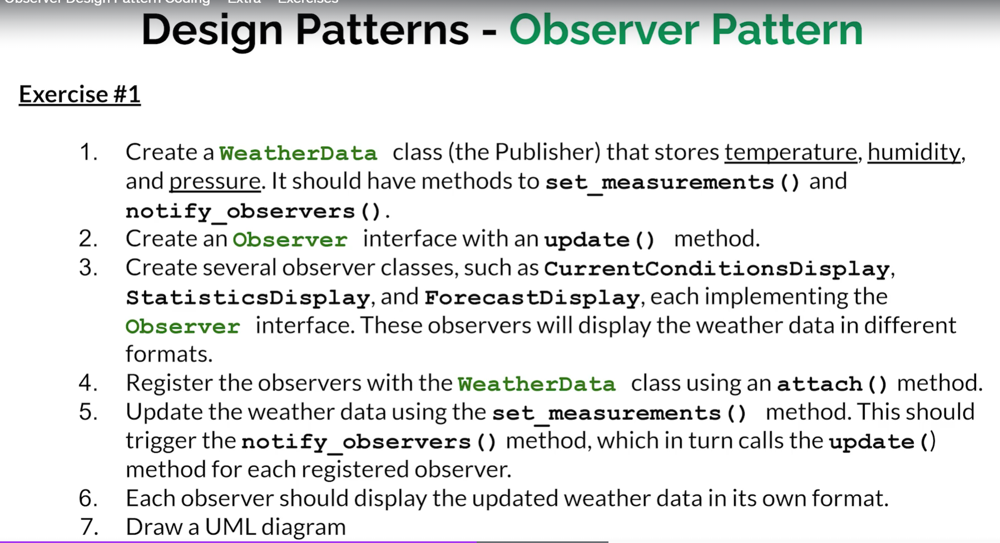 Observer Design Pattern Coding - Extra - Exercises
Design Patterns - Observer Pattern
Exercise #1
1. Create a WeatherData class (the Publisher) that stores temperature, humidity,
and pressure. It should have methods to set_measurements() and
notify_observers().
2. Create an Observer interface with an update() method.
3. Create several observer classes, such as CurrentConditionsDisplay,
StatisticsDisplay, and ForecastDisplay, each implementing the
Observer interface. These observers will display the weather data in different
formats.
4. Register the observers with the WeatherData class using an attach() method.
5. Update the weather data using the set_measurements() method. This should
trigger the notify_observers() method, which in turn calls the update()
method for each registered observer.
6. Each observer should display the updated weather data in its own format.
7. Draw a UML diagram